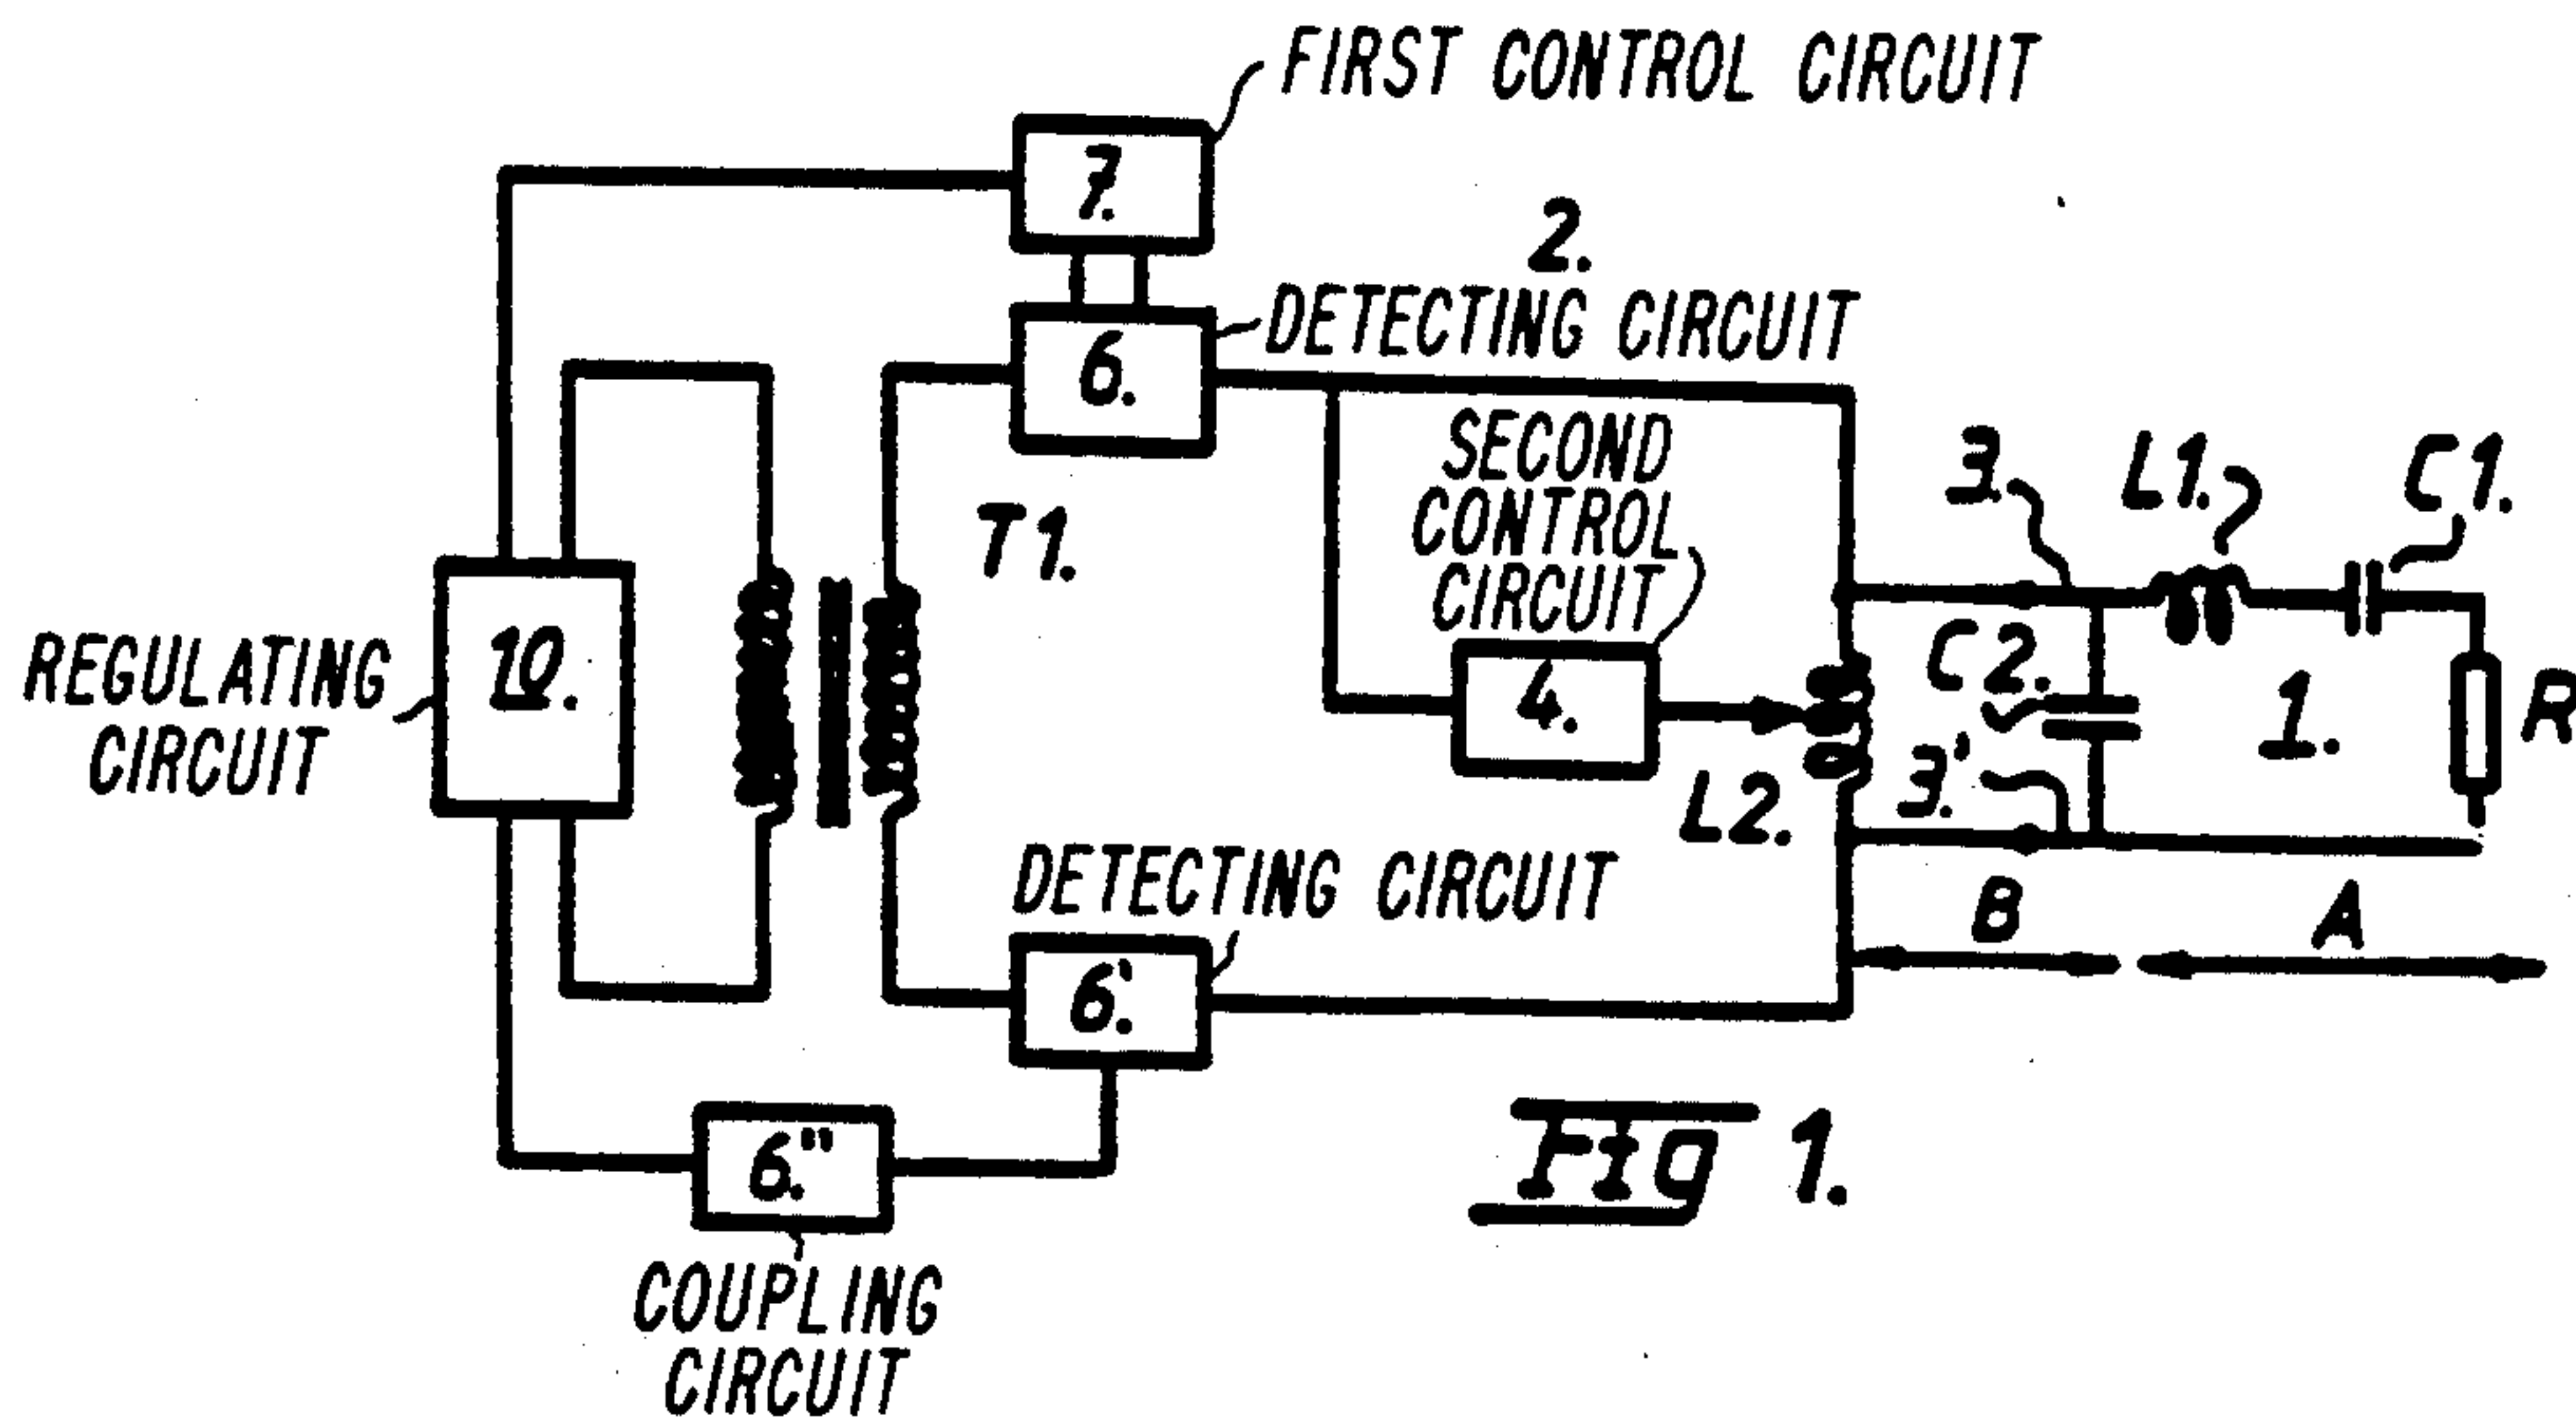 FIRST CONTROL CIRCUIT
7.
2.
DETECTING CIRCUIT
6.
SECOND
CONTROL
CIRCUIT
3.
L1.
C1.
T1.
REGULATING
CIRCUIT
10.
4.
C2.
1.
R
3'.
L2.
DETECTING CIRCUIT
B
A
6'.
6".
COUPLING
CIRCUIT
Fig 1.